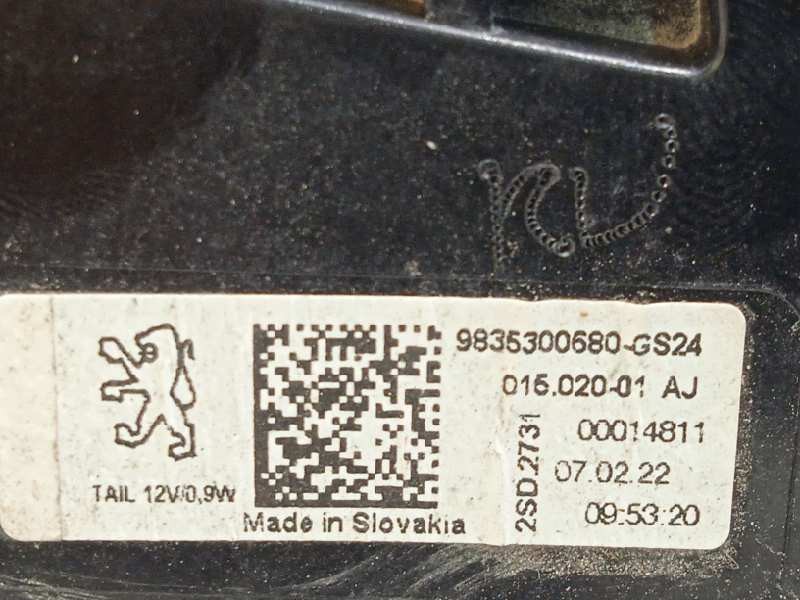 9835300680-GS24
015.020-01 AJ
2SD.2731
00014811
07.02.22
09:53:20
TAIL 12V/0,9W
Made in Slovakia